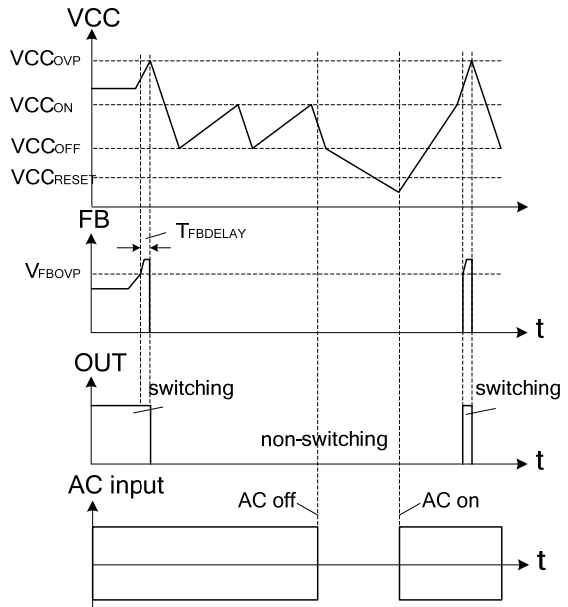 VCC
VCCOVP
VCCON
VCCOFF
VCCRESET
FB
TFBDELAY
VFBOVP
t
OUT
switching
switching
non-switching
t
AC input
AC off
AC on
t